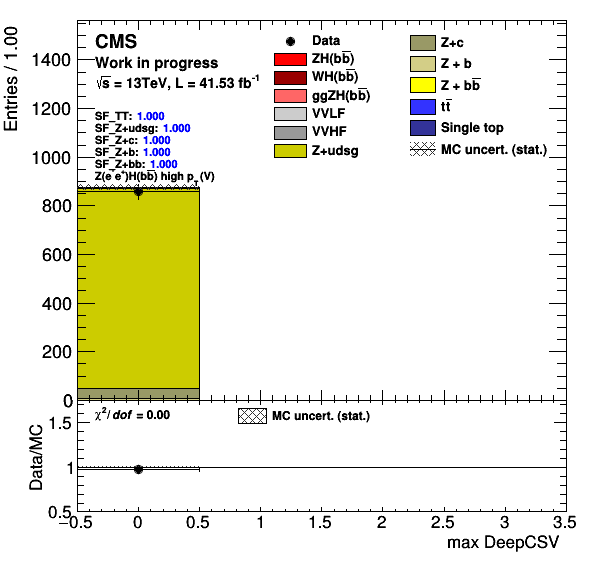 CMS
Work in progress
√s = 13TeV, L = 41.53 fb⁻¹
SF_TT: 1.000
SF_Z+udsg: 1.000
SF_Z+c: 1.000
SF_Z+b: 1.000
SF_Z+bb: 1.000
Z(e⁻e⁺)H(bb̅) high p_T(V)
Data
ZH(bb̅)
WH(bb̅)
ggZH(bb̅)
VVLF
VVHF
Z+udsg
Z+c
Z + b
Z + bb̅
tt̅
Single top
MC uncert. (stat.)
Entries / 1.00
1400
1200
1000
800
600
400
200
0
χ²/dof = 0.00
MC uncert. (stat.)
Data/MC
1.5
1
0.5
−0.5 0 0.5 1 1.5 2 2.5 3 3.5
max DeepCSV